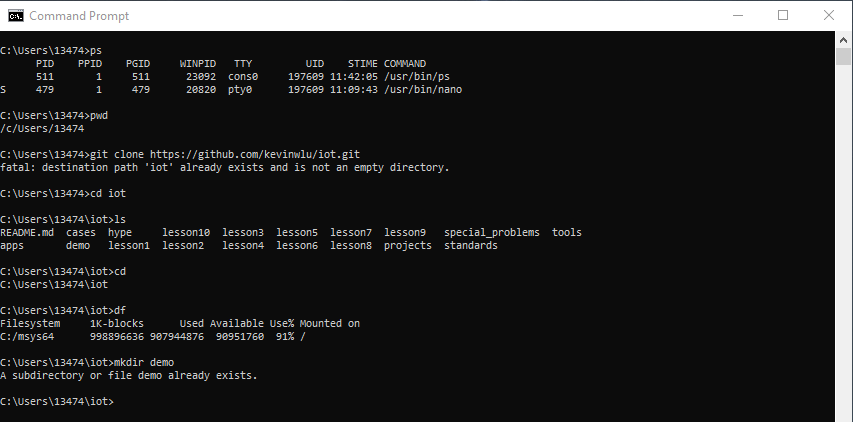 Command Prompt
C:\Users\13474>ps
      PID    PPID    PGID     WINPID   TTY         UID    STIME COMMAND
      511       1     511      23092  cons0     197609 11:42:05 /usr/bin/ps
S     479       1     479      20820  pty0      197609 11:09:43 /usr/bin/nano
C:\Users\13474>pwd
/c/Users/13474
C:\Users\13474>git clone https://github.com/kevinwlu/iot.git
fatal: destination path 'iot' already exists and is not an empty directory.
C:\Users\13474>cd iot
C:\Users\13474\iot>ls
README.md  cases  hype     lesson10  lesson3  lesson5  lesson7  lesson9   special_problems  tools
apps       demo   lesson1  lesson2   lesson4  lesson6  lesson8  projects  standards
C:\Users\13474\iot>cd
C:\Users\13474\iot
C:\Users\13474\iot>df
Filesystem     1K-blocks      Used Available Use% Mounted on
C:/msys64      998896636 907944876  90951760  91% /
C:\Users\13474\iot>mkdir demo
A subdirectory or file demo already exists.
C:\Users\13474\iot>